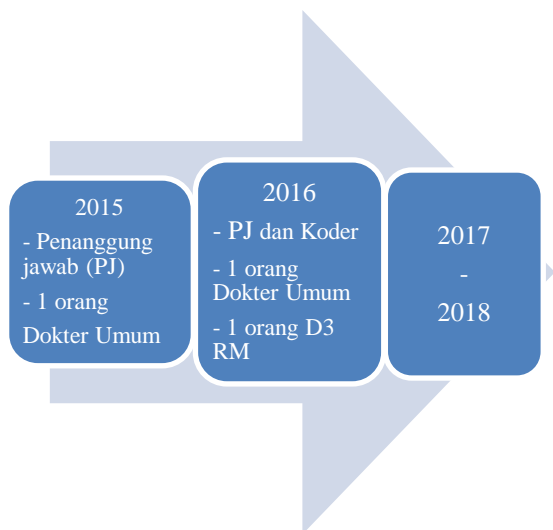 2015
- Penanggung
jawab (PJ)
- 1 orang
Dokter Umum
2016
- PJ dan Koder
- 1 orang
Dokter Umum
- 1 orang D3
RM
2017
-
2018